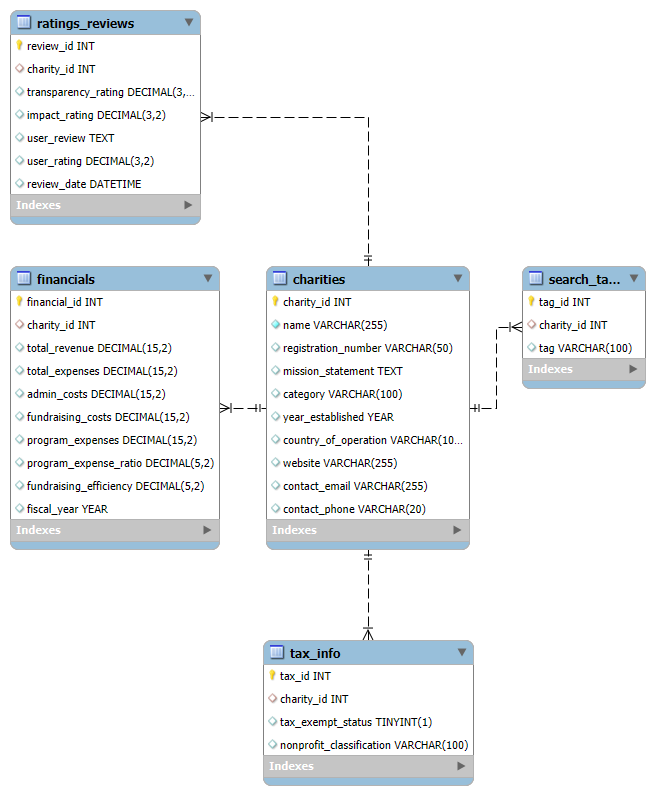 ratings_reviews
review_id INT
charity_id INT
transparency_rating DECIMAL(3,...
impact_rating DECIMAL(3,2)
user_review TEXT
user_rating DECIMAL(3,2)
review_date DATETIME
Indexes
financials
financial_id INT
charity_id INT
total_revenue DECIMAL(15,2)
total_expenses DECIMAL(15,2)
admin_costs DECIMAL(15,2)
fundraising_costs DECIMAL(15,2)
program_expenses DECIMAL(15,2)
program_expense_ratio DECIMAL(5,2)
fundraising_efficiency DECIMAL(5,2)
fiscal_year YEAR
Indexes
charities
charity_id INT
name VARCHAR(255)
registration_number VARCHAR(50)
mission_statement TEXT
category VARCHAR(100)
year_established YEAR
country_of_operation VARCHAR(10...
website VARCHAR(255)
contact_email VARCHAR(255)
contact_phone VARCHAR(20)
Indexes
search_ta...
tag_id INT
charity_id INT
tag VARCHAR(100)
Indexes
tax_info
tax_id INT
charity_id INT
tax_exempt_status TINYINT(1)
nonprofit_classification VARCHAR(100)
Indexes